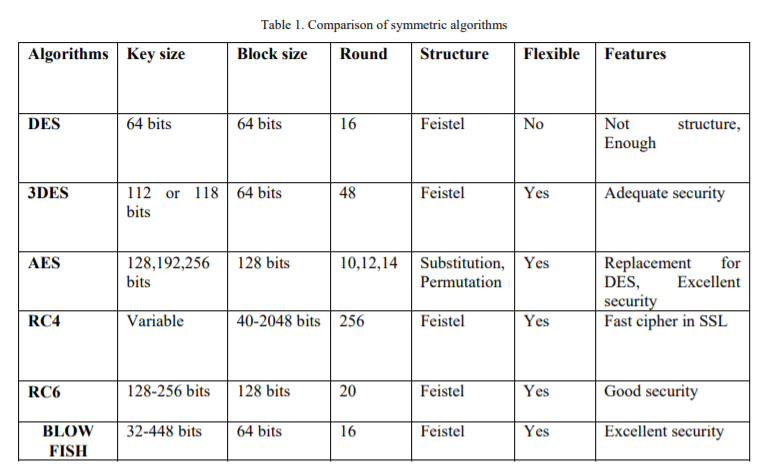 Table 1. Comparison of symmetric algorithms
Algorithms Key size Block size Round Structure Flexible Features
DES 64 bits 64 bits 16 Feistel No Not structure,
Enough
3DES 112 or 118 64 bits 48 Feistel Yes Adequate security
bits
AES 128,192,256 128 bits 10,12,14 Substitution, Yes Replacement for
bits Permutation DES, Excellent
security
RC4 Variable 40-2048 bits 256 Feistel Yes Fast cipher in SSL
RC6 128-256 bits 128 bits 20 Feistel Yes Good security
BLOW 32-448 bits 64 bits 16 Feistel Yes Excellent security
FISH